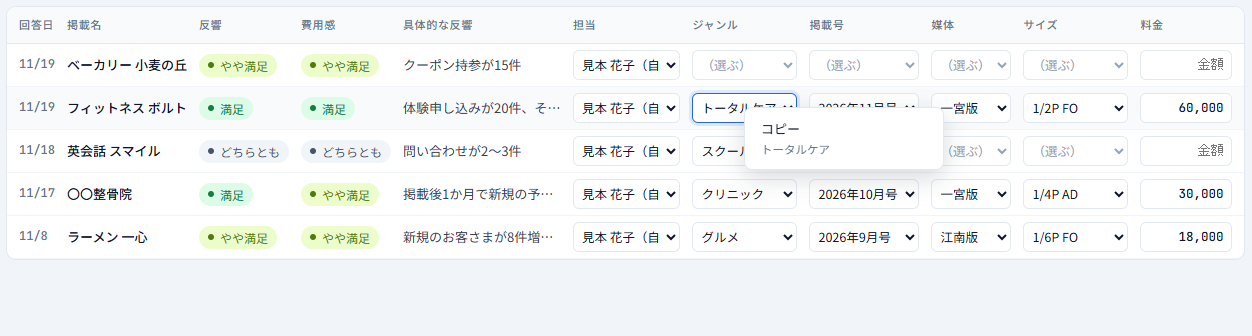 回答日 掲載名 反響 費用感 具体的な反響 担当 ジャンル 掲載号 媒体 サイズ 料金
11/19 ベーカリー 小麦の丘 やや満足 やや満足 クーポン持参が15件 見本 花子（自 （選ぶ） （選ぶ） （選ぶ） （選ぶ） 金額
11/19 フィットネス ボルト 満足 満足 体験申し込みが20件、そ… 見本 花子（自 トータルケア 2026年11月号 一宮版 1/2P FO 60,000
コピー
トータルケア
11/18 英会話 スマイル どちらとも どちらとも 問い合わせが2〜3件 見本 花子（自 スクール （選ぶ） （選ぶ） 金額
11/17 〇〇整骨院 満足 やや満足 掲載後1か月で新規の予… 見本 花子（自 クリニック 2026年10月号 一宮版 1/4P AD 30,000
11/8 ラーメン 一心 やや満足 やや満足 新規のお客さまが8件増… 見本 花子（自 グルメ 2026年9月号 江南版 1/6P FO 18,000